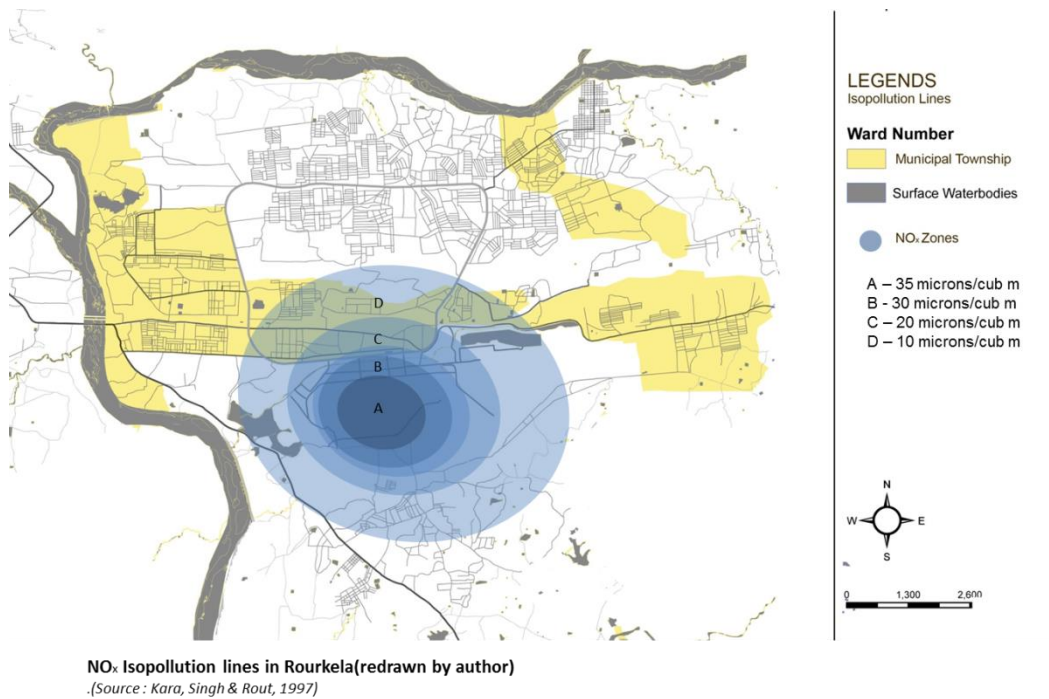 D
C
B
A
LEGENDS
Isopollution Lines
Ward Number
Municipal Township
Surface Waterbodies
NOx Zones
A – 35 microns/cub m
B - 30 microns/cub m
C – 20 microns/cub m
D – 10 microns/cub m
N
W E
S
0 1,300 2,600
NOx Isopollution lines in Rourkela(redrawn by author)
.(Source : Kara, Singh & Rout, 1997)